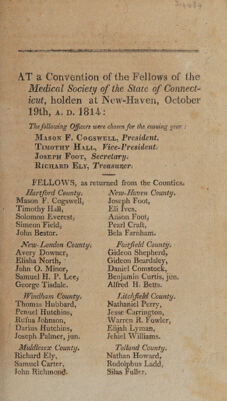 AT a Convention of the Fellows of the
Medical Society of the State of Connect-
icut, holden at New-Haven, October
19th, A. D. 1814:
The following Officers were chosen for the ensuing year:
MASON F. COGSWELL, President.
TIMOTHY HALL, Vice-President.
JOSEPH FOOT, Secretary.
RICHARD ELY, Treasurer.
FELLOWS, as returned from the Counties.
Hartford County.
Mason F. Cogswell,
Timothy Hall,
Solomon Everest,
Simeon Field,
John Bestor.
New-London County.
Avery Downer,
Elisha North,
John O. Minor,
Samuel H. P. Lee,
George Tisdale.
Windham County.
Thomas Hubbard,
Penuel Hutchins,
Rufus Johnson,
Darius Hutchins,
Joseph Palmer, jun.
Middlesex County.
Richard Ely,
Samuel Carter,
John Richmond.
New-Haven County.
Joseph Foot,
Eli Ives,
Anson Foot,
Pearl Craft,
Bela Farnham.
Fairfield County.
Gideon Shepherd,
Gideon Beardsley,
Daniel Comstock,
Benjamin Curtis, jun.
Alfred H. Betts.
Litchfield County.
Nathaniel Perry,
Jesse Carrington,
Warren R. Fowler,
Elijah Lyman,
Jehiel Williams.
Tolland County.
Nathan Howard,
Rodolphus Ladd,
Silas Fuller.